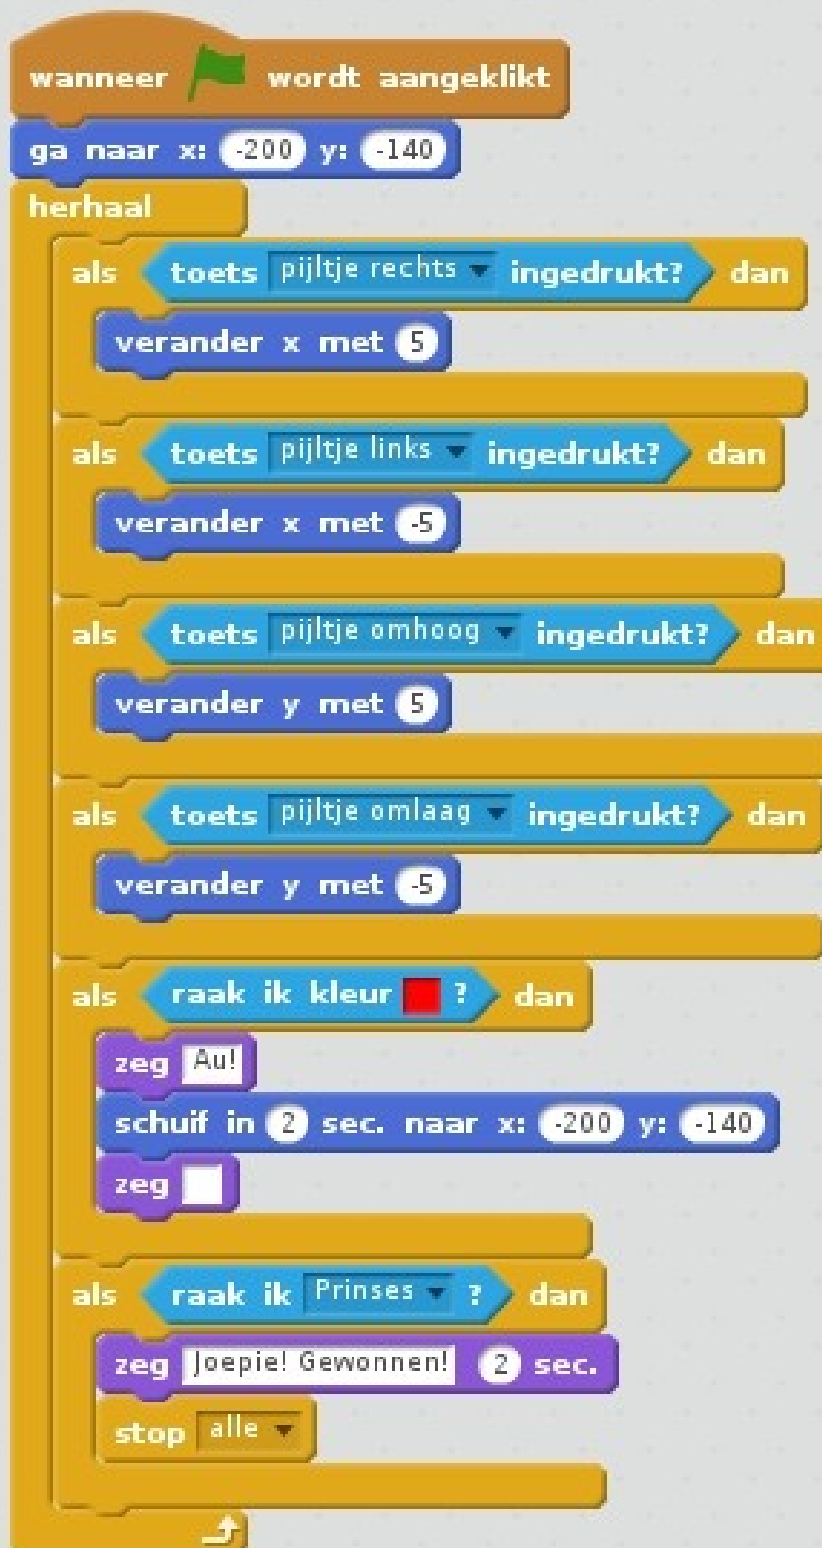 wanneer wordt aangeklikt
ga naar x: -200 y: -140
herhaal
als toets pijltje rechts ingedrukt? dan
verander x met 5
als toets pijltje links ingedrukt? dan
verander x met -5
als toets pijltje omhoog ingedrukt? dan
verander y met 5
als toets pijltje omlaag ingedrukt? dan
verander y met -5
als raak ik kleur ? dan
zeg Au!
schuif in 2 sec. naar x: -200 y: -140
zeg
als raak ik Prinses ? dan
zeg Joepie! Gewonnen! 2 sec.
stop alle